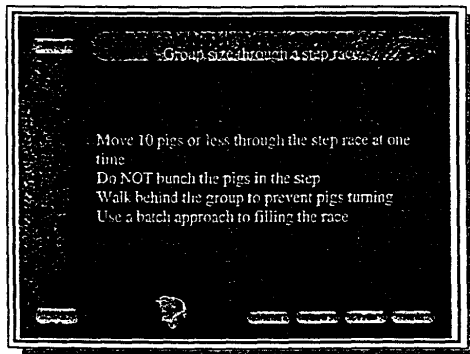 Group size through a step race
Move 10 pigs or less through the step race at one
time
Do NOT bunch the pigs in the step
Walk behind the group to prevent pigs turning
Use a batch approach to filling the race